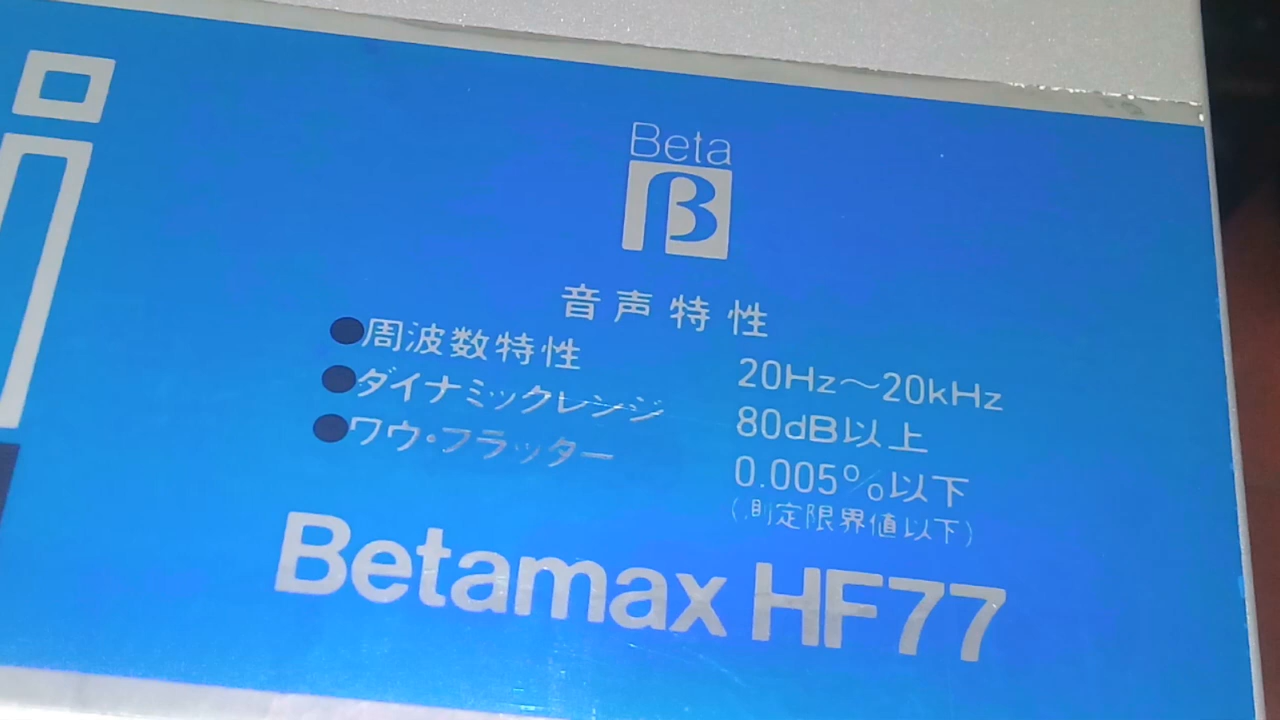 Beta
β
音声特性
●周波数特性 20Hz〜20kHz
●ダイナミックレンジ 80dB以上
●ワウ・フラッター 0.005%以下
(測定限界値以下)
Betamax HF77